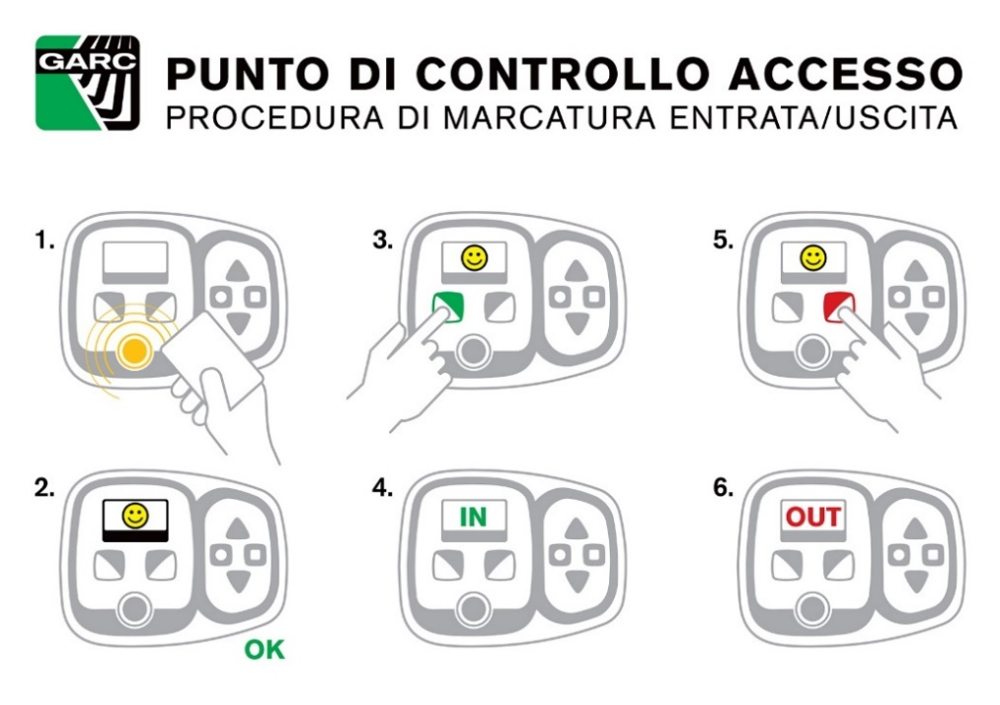 GARC
PUNTO DI CONTROLLO ACCESSO
PROCEDURA DI MARCATURA ENTRATA/USCITA
1.
2.
OK
3.
4.
IN
5.
6.
OUT